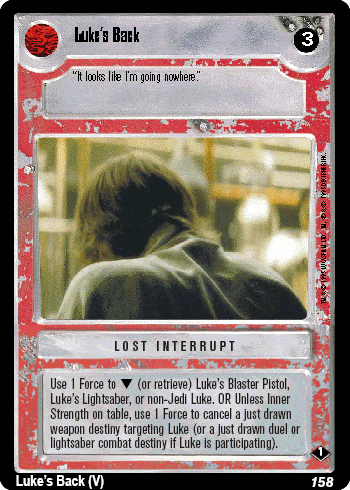 Luke's Back
3
"It looks like I'm going nowhere."
LOST INTERRUPT
Use 1 Force to ▼ (or retrieve) Luke's Blaster Pistol,
Luke's Lightsaber, or non-Jedi Luke. OR Unless Inner
Strength on table, use 1 Force to cancel a just drawn
weapon destiny targeting Luke (or a just drawn duel or
lightsaber combat destiny if Luke is participating).
1
Luke's Back (V)
158